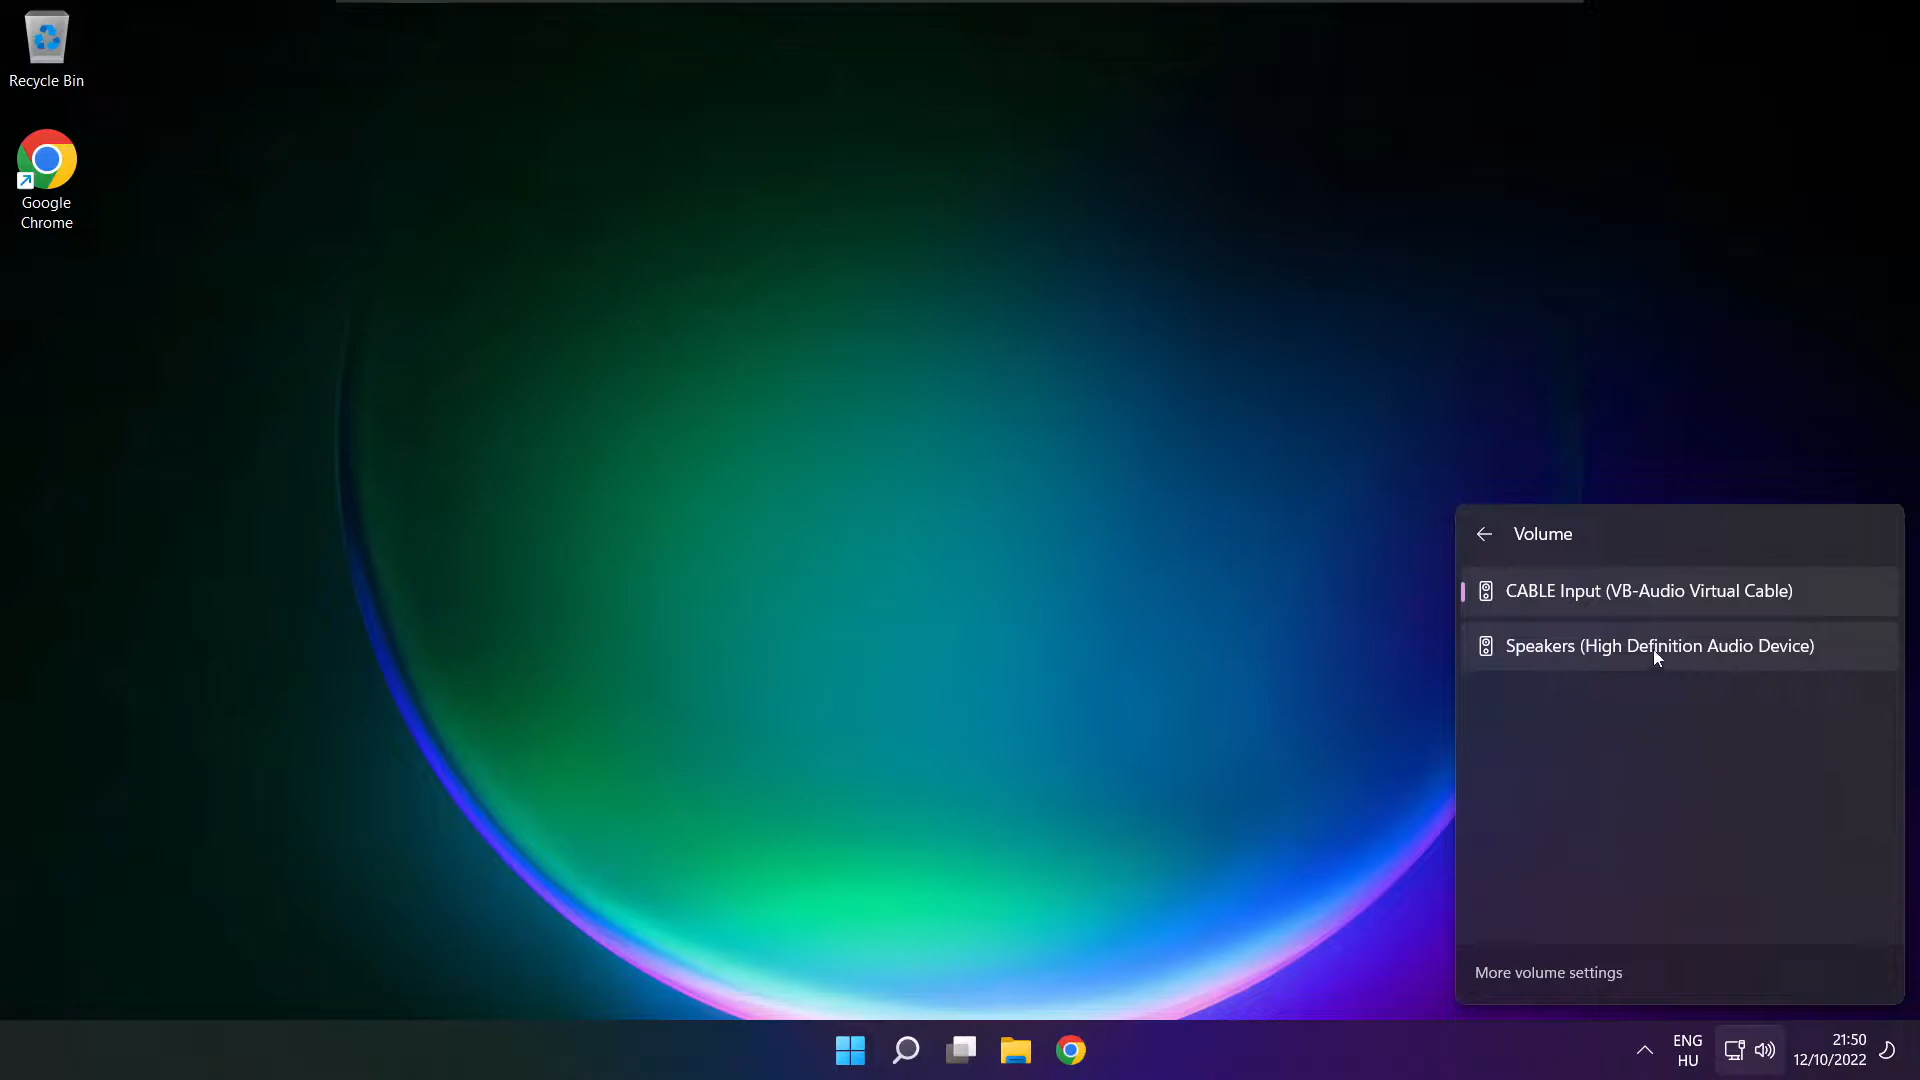 Recycle Bin
Google
Chrome
Volume
CABLE Input (VB-Audio Virtual Cable)
Speakers (High Definition Audio Device)
More volume settings
ENG
HU
21:50
12/10/2022